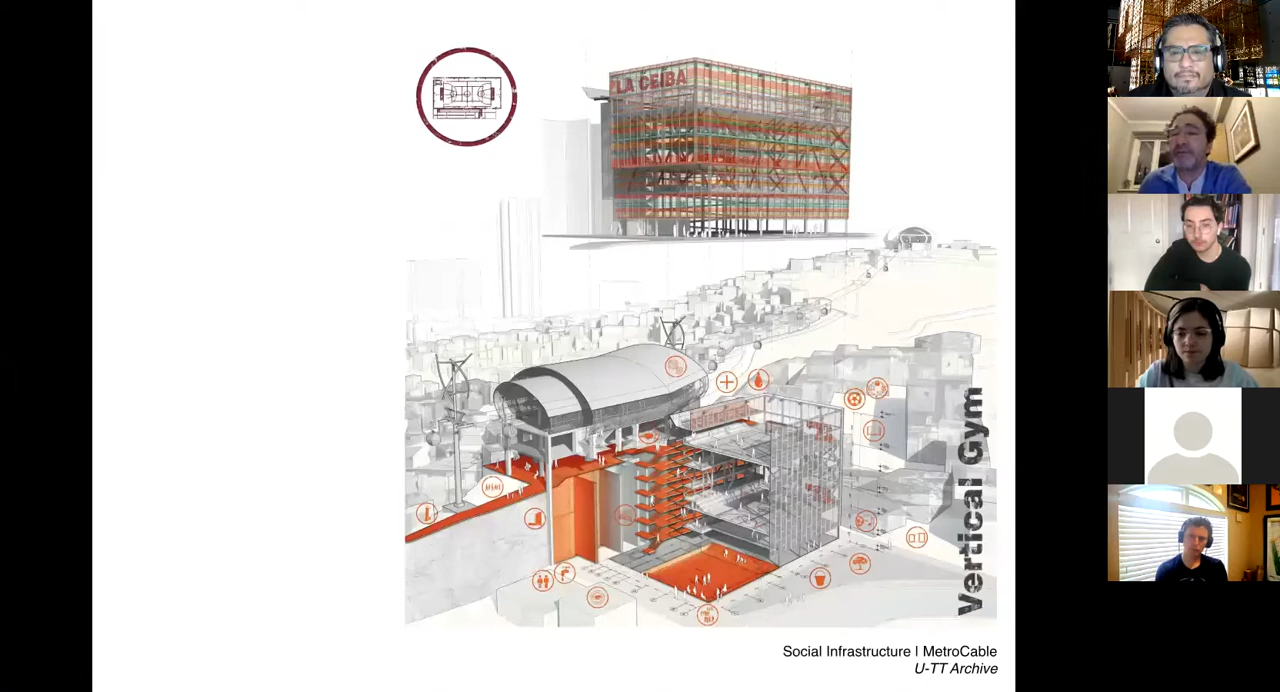 LA CEIBA
Vertical Gym
Social Infrastructure | MetroCable
U-TT Archive